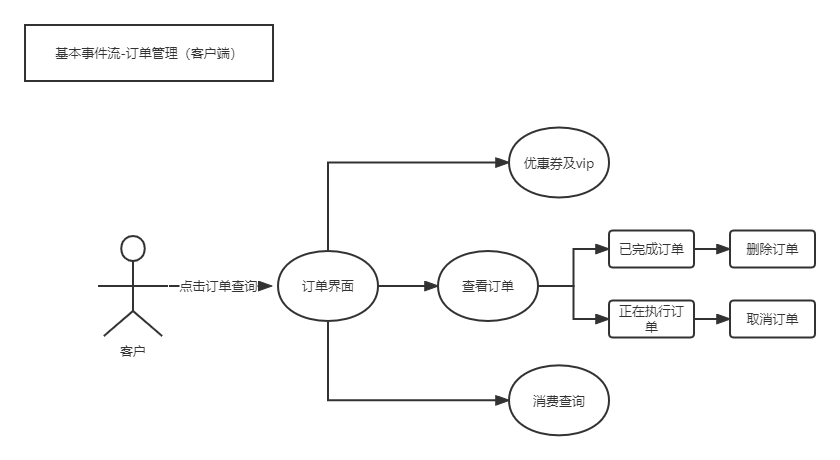 基本事件流-订单管理（客户端）
优惠券及vip
已完成订单
删除订单
点击订单查询
订单界面
查看订单
正在执行订
单
取消订单
客户
消费查询